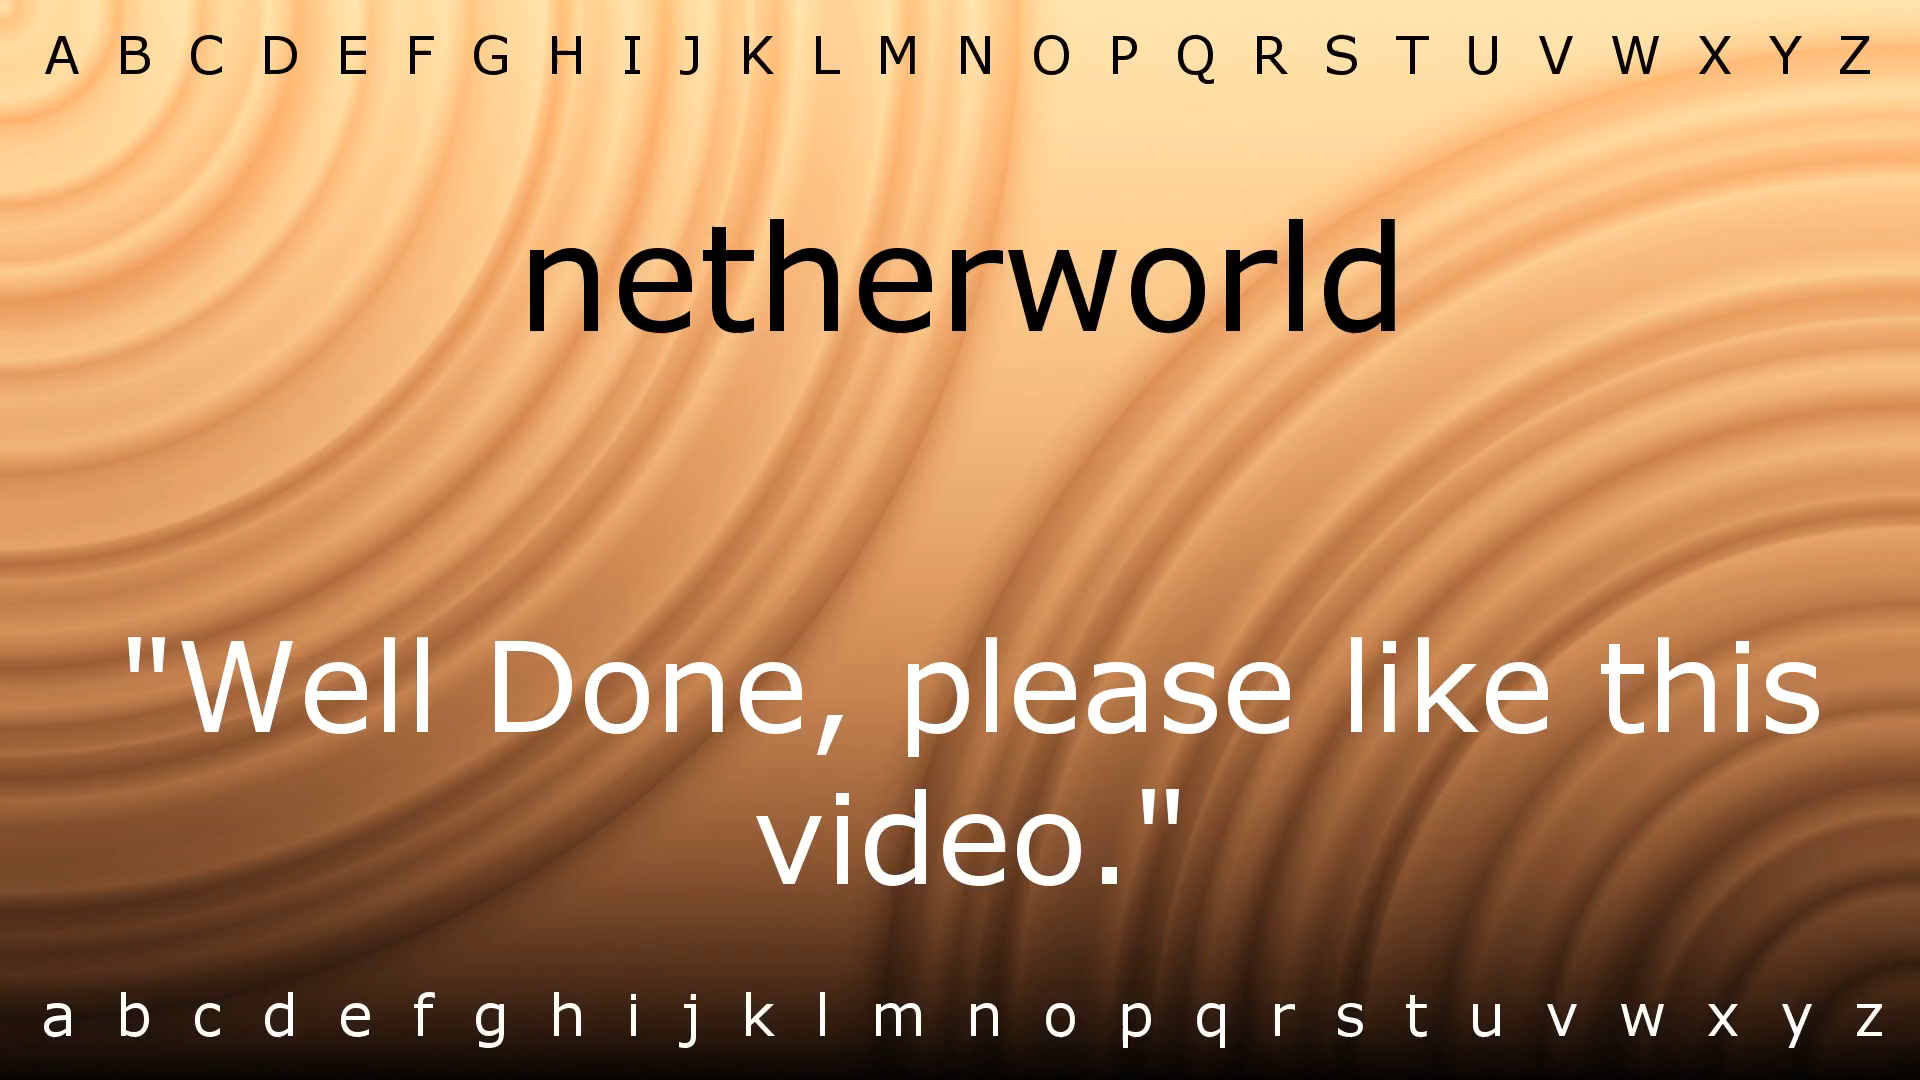 A B C D E F G H I J K L M N O P Q R S T U V W X Y Z
netherworld
"Well Done, please like this
video."
a b c d e f g h i j k l m n o p q r s t u v w x y z